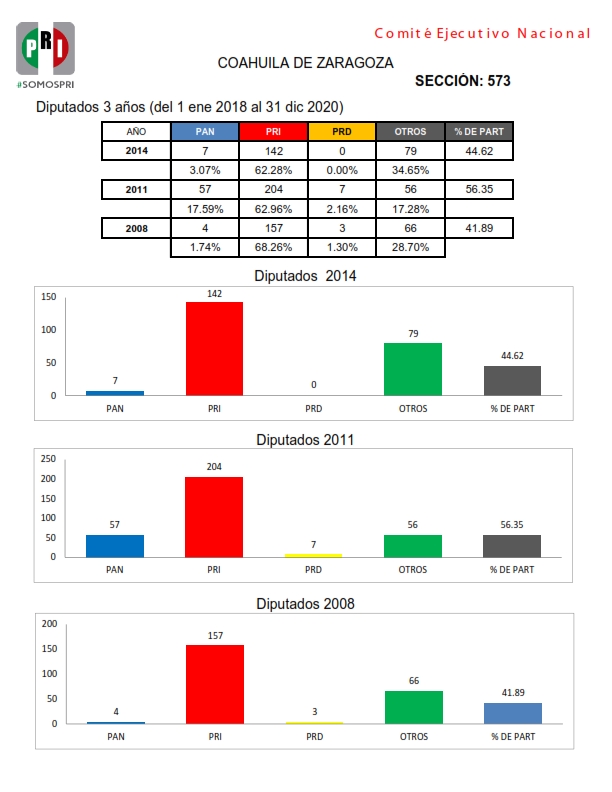 PRI
#SOMOSPRI
Comité Ejecutivo Nacional
COAHUILA DE ZARAGOZA
SECCIÓN: 573
Diputados 3 años (del 1 ene 2018 al 31 dic 2020)
AÑO PAN PRI PRD OTROS % DE PART
2014 7 142 0 79 44.62
3.07% 62.28% 0.00% 34.65%
2011 57 204 7 56 56.35
17.59% 62.96% 2.16% 17.28%
2008 4 157 3 66 41.89
1.74% 68.26% 1.30% 28.70%
Diputados 2014
150
100
50
0
7 142 0 79 44.62
PAN PRI PRD OTROS % DE PART
Diputados 2011
250
200
150
100
50
0
57 204 7 56 56.35
PAN PRI PRD OTROS % DE PART
Diputados 2008
200
150
100
50
0
4 157 3 66 41.89
PAN PRI PRD OTROS % DE PART